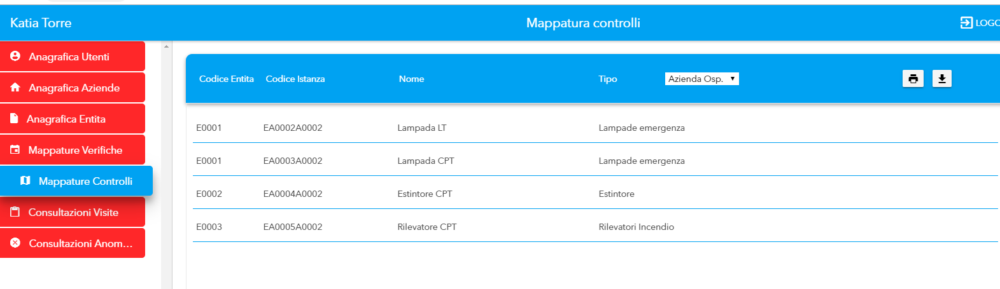 Katia Torre
Mappatura controlli
LOGO
Anagrafica Utenti
Anagrafica Aziende
Anagrafica Entita
Mappature Verifiche
Mappature Controlli
Consultazioni Visite
Consultazioni Anom...
Codice Entita Codice Istanza Nome Tipo Azienda Osp.
E0001 EA0002A0002 Lampada LT Lampade emergenza
E0001 EA0003A0002 Lampada CPT Lampade emergenza
E0002 EA0004A0002 Estintore CPT Estintore
E0003 EA0005A0002 Rilevatore CPT Rilevatori Incendio